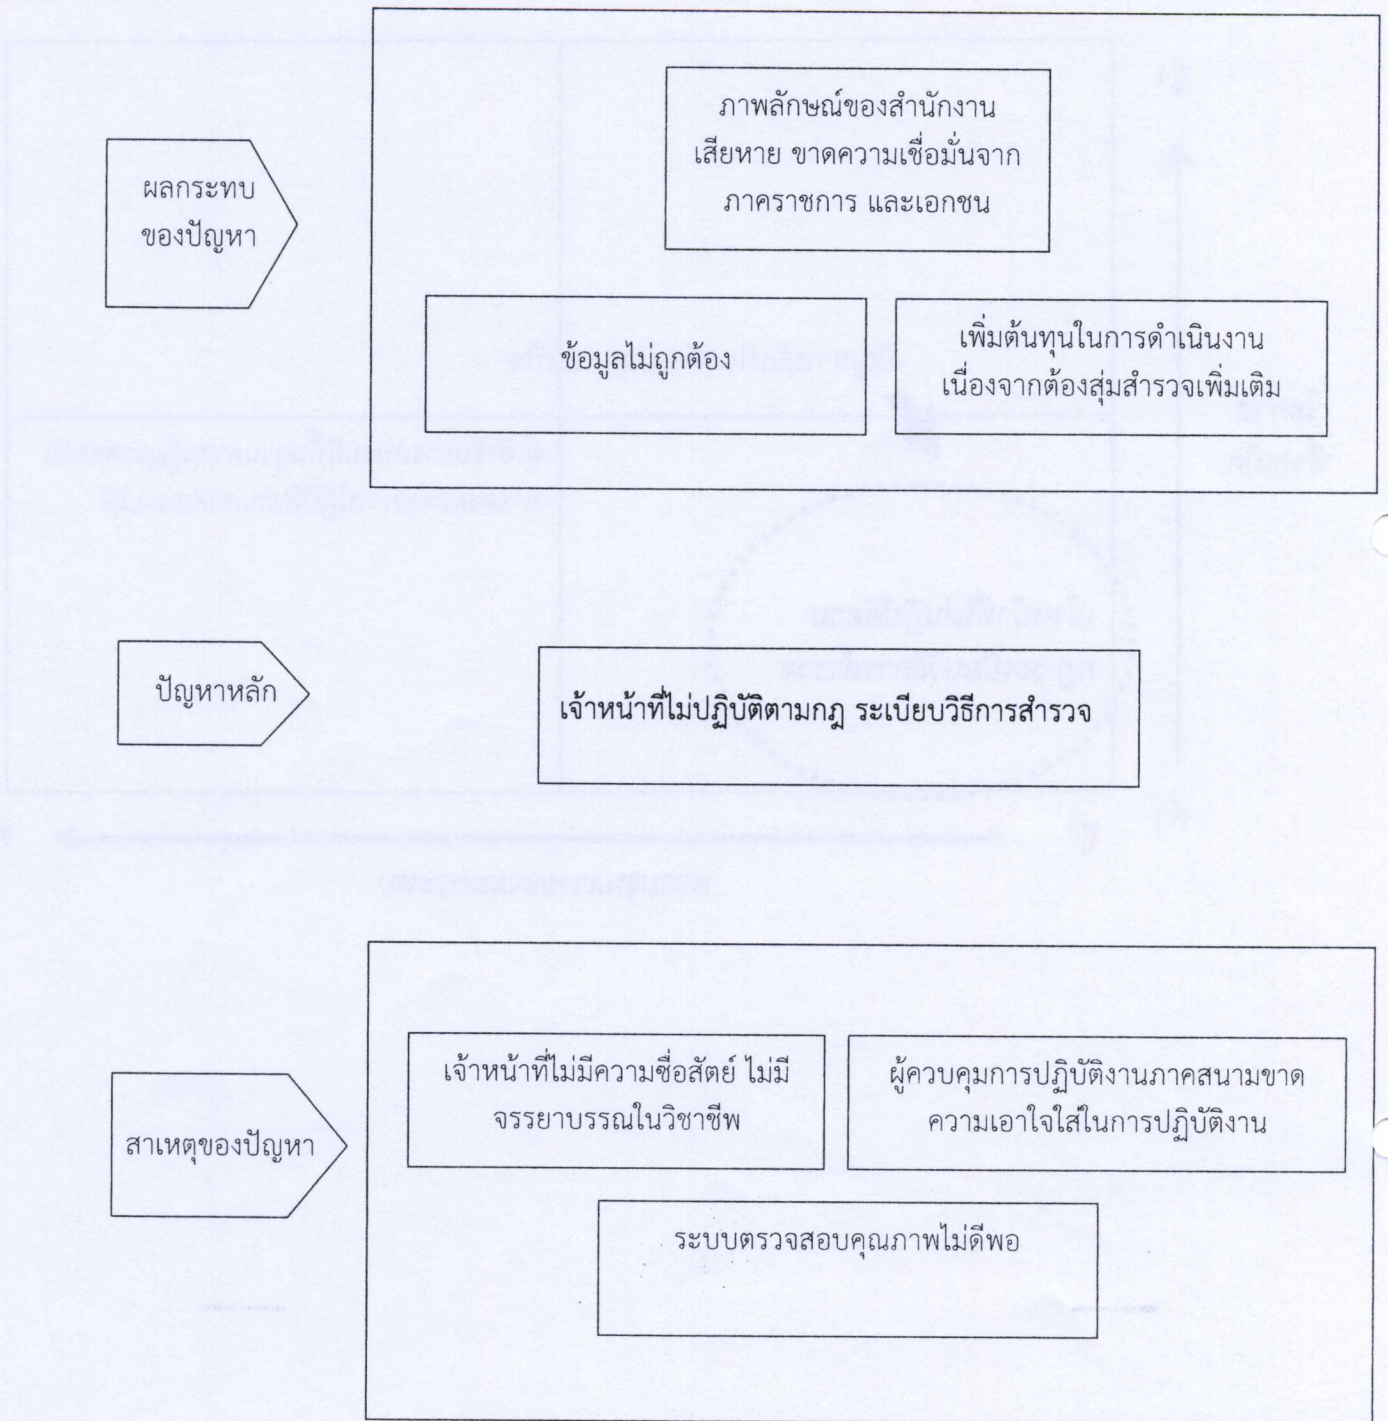 ภาพลักษณ์ของสำนักงาน
เสียหาย ขาดความเชื่อมั่นจาก
ภาคราชการ และเอกชน
ผลกระทบ
ของปัญหา
ข้อมูลไม่ถูกต้อง
เพิ่มต้นทุนในการดำเนินงาน
เนื่องจากต้องสุ่มสำรวจเพิ่มเติม
ปัญหาหลัก
เจ้าหน้าที่ไม่ปฏิบัติตามกฎ ระเบียบวิธีการสำรวจ
สาเหตุของปัญหา
เจ้าหน้าที่ไม่มีความซื่อสัตย์ ไม่มี
จรรยาบรรณในวิชาชีพ
ผู้ควบคุมการปฏิบัติงานภาคสนามขาด
ความเอาใจใส่ในการปฏิบัติงาน
ระบบตรวจสอบคุณภาพไม่ดีพอ